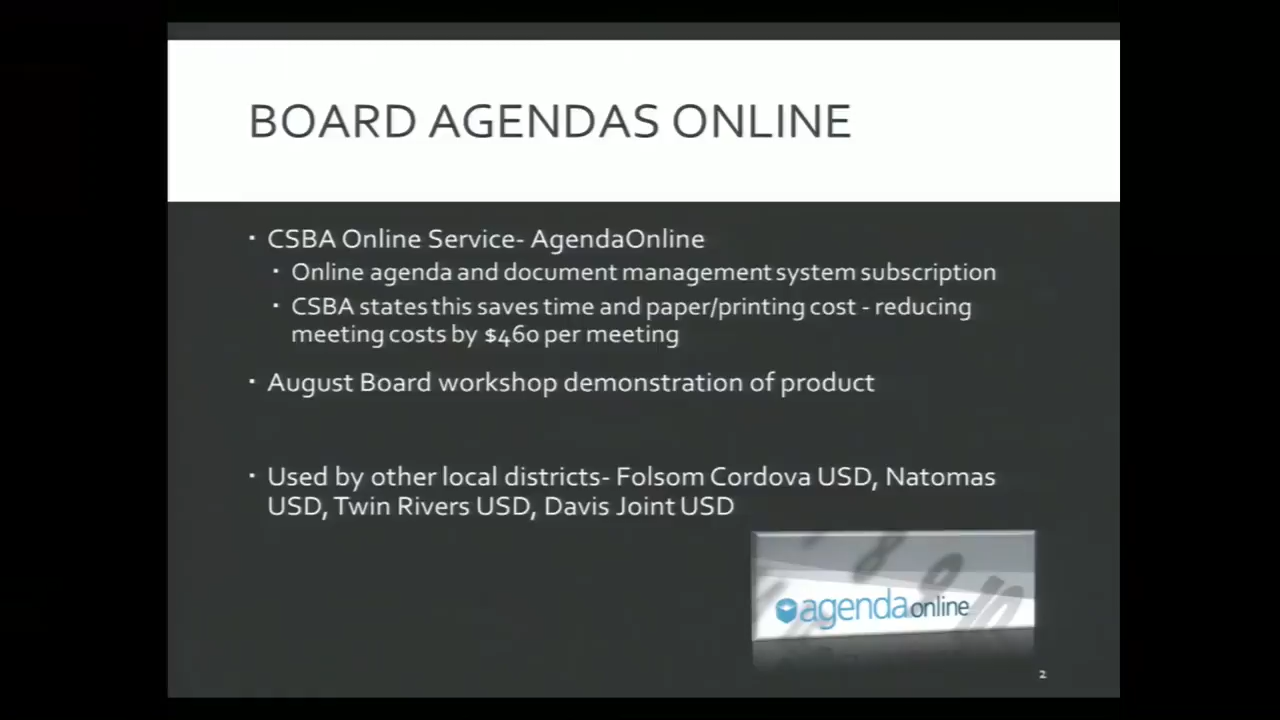 BOARD AGENDAS ONLINE
▪ CSBA Online Service- AgendaOnline
▪ Online agenda and document management system subscription
▪ CSBA states this saves time and paper/printing cost - reducing
meeting costs by $460 per meeting
▪ August Board workshop demonstration of product
▪ Used by other local districts- Folsom Cordova USD, Natomas
USD, Twin Rivers USD, Davis Joint USD
agendaonline
2